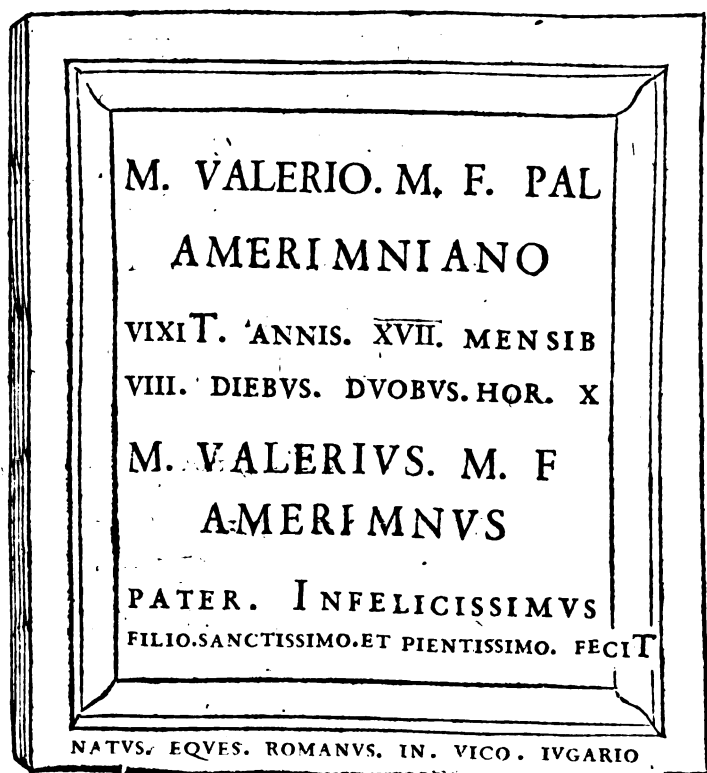 M. VALERIO. M. F. PAL
AMERIMNIANO
VIXIT. ANNIS. XVII. MENSIB
VIII. DIEBVS. DVOBVS. HOR. X
M. VALERIVS. M. F
AMERIMNVS
PATER. INFELICISSIMVS
FILIO. SANCTISSIMO. ET PIENTISSIMO. FECIT
NATVS. EQVES. ROMANVS. IN. VICO. IVGARIO